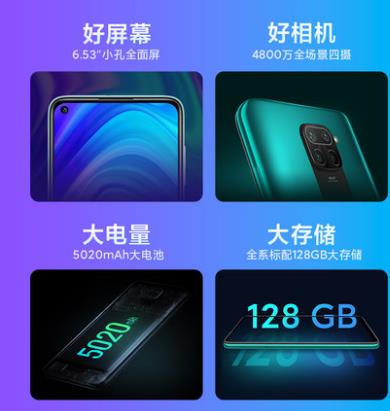 好屏幕
6.53"小孔全面屏
好相机
4800万全场景四摄
大电量
5020mAh大电池
大存储
全系标配128GB大存储
5020mAh
128 GB